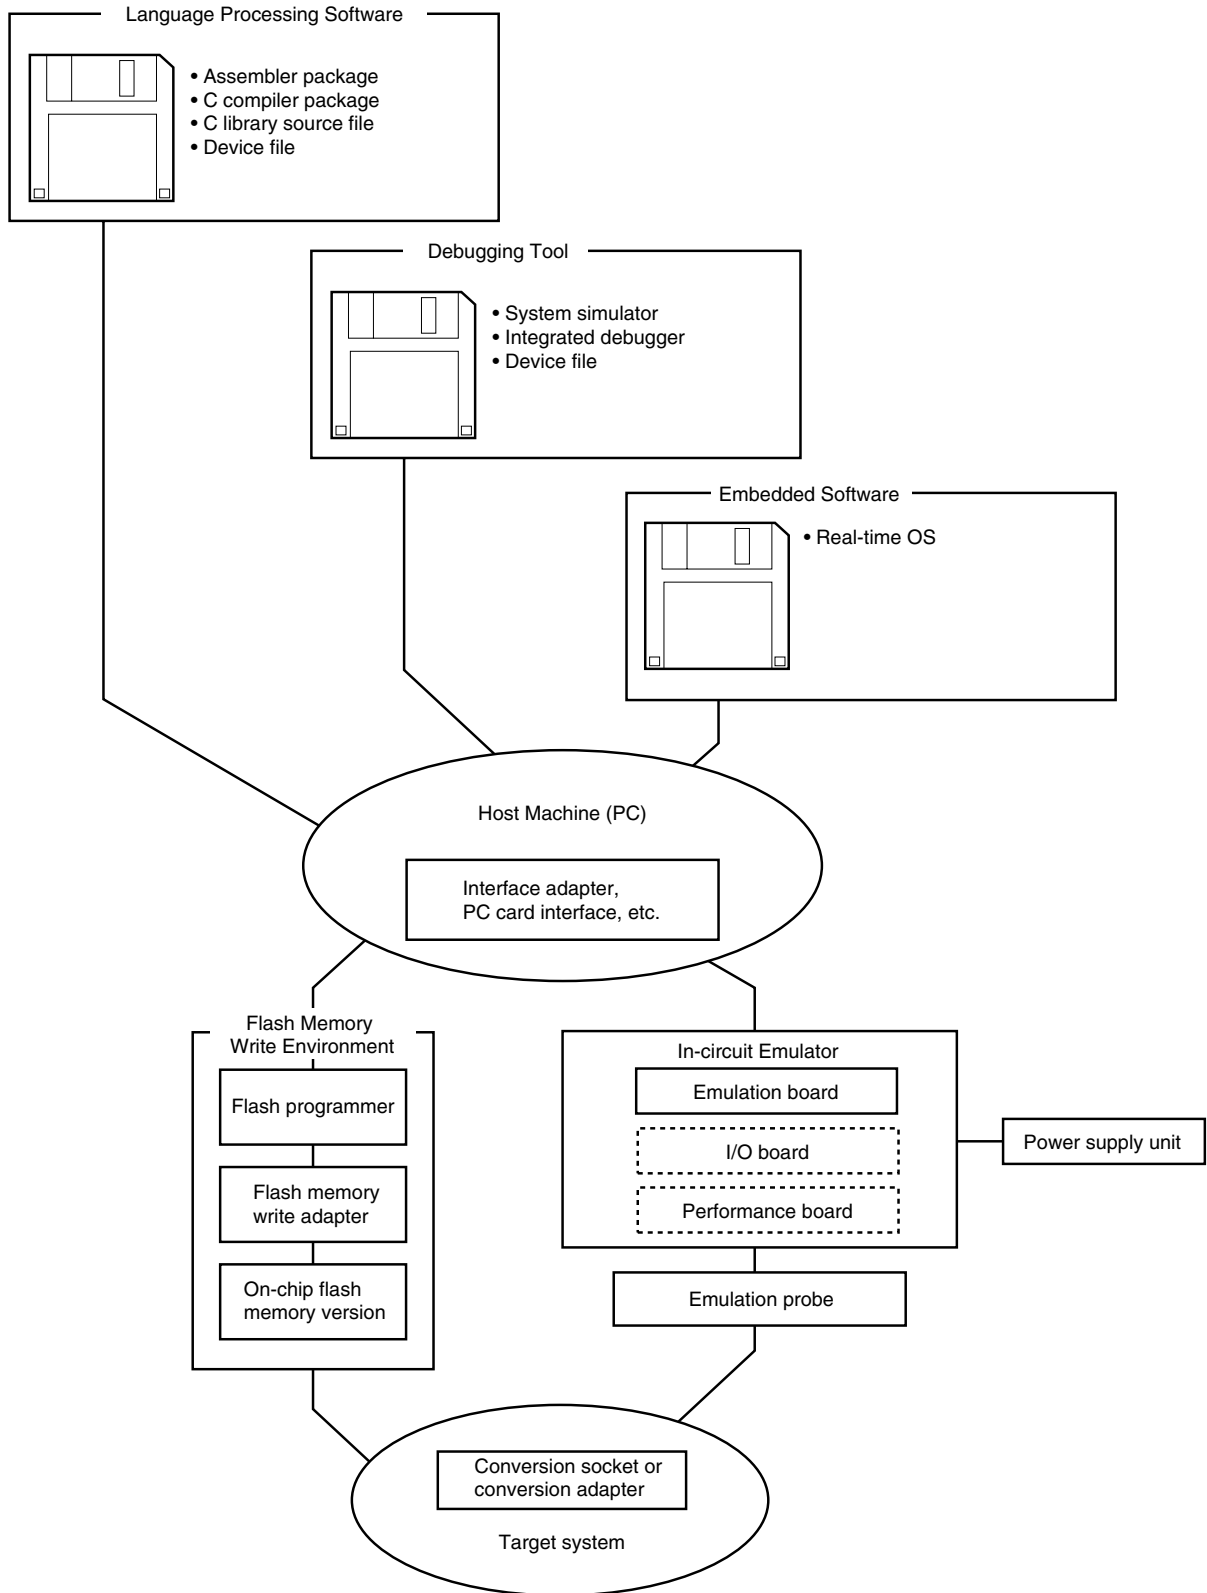 Language Processing Software
• Assembler package
• C compiler package
• C library source file
• Device file
Debugging Tool
• System simulator
• Integrated debugger
• Device file
Embedded Software
• Real-time OS
Host Machine (PC)
Interface adapter,
PC card interface, etc.
Flash Memory
Write Environment
Flash programmer
Flash memory
write adapter
On-chip flash
memory version
In-circuit Emulator
Emulation board
I/O board
Performance board
Power supply unit
Emulation probe
Conversion socket or
conversion adapter
Target system